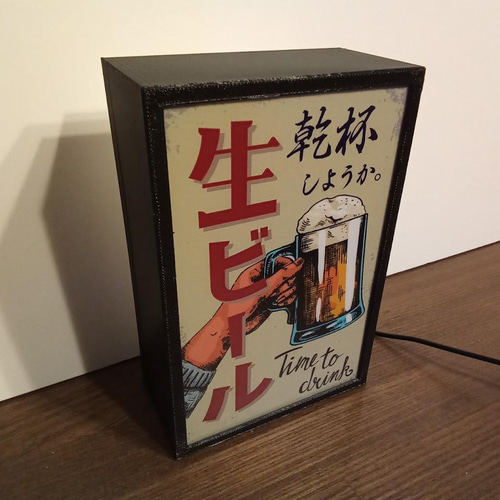 乾杯
しようか。
生ビール
Time to
drink